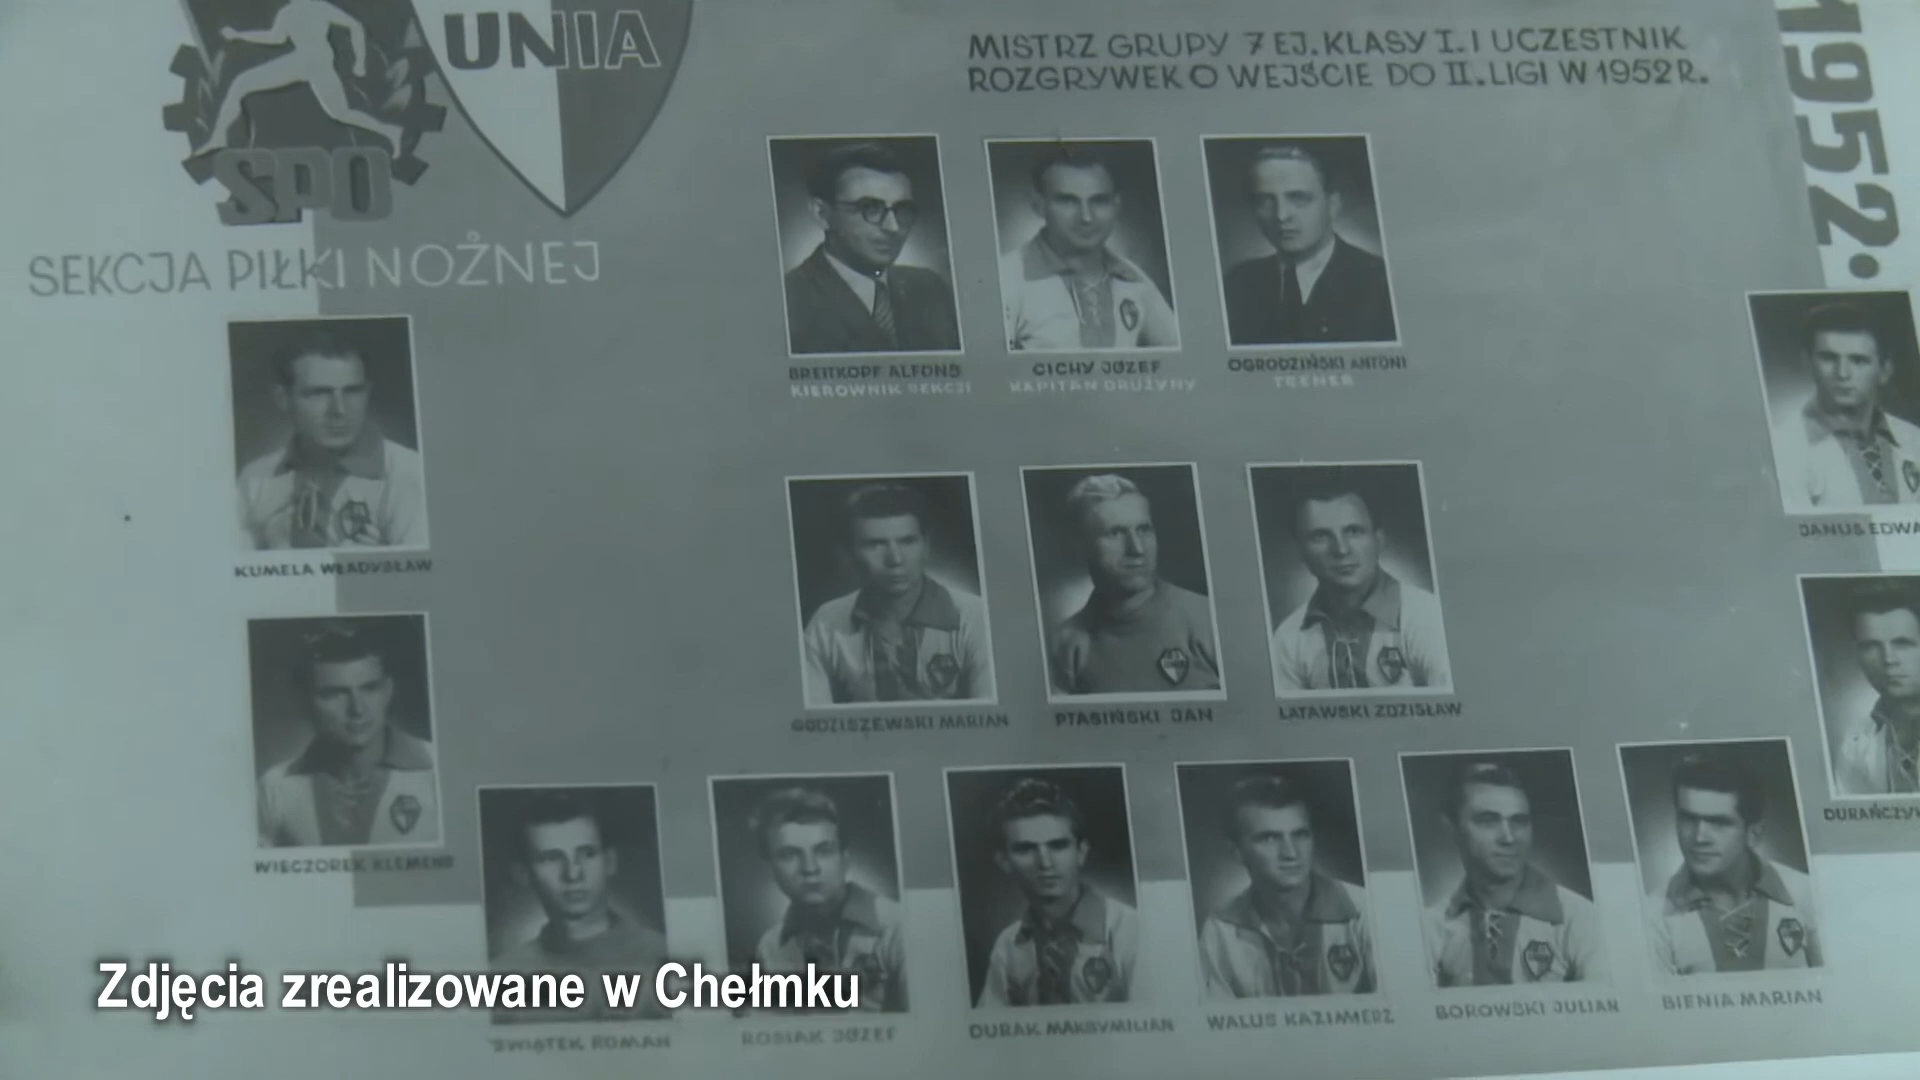 UNIA
SPO
SEKCJA PIŁKI NOŻNEJ
MISTRZ GRUPY 7 EJ. KLASY I. I UCZESTNIK
ROZGRYWEK O WEJŚCIE DO II. LIGI W 1952 R.
1952.
BREITKOPF ALFONS
KIEROWNIK SEKCJI
CICHY JÓZEF
KAPITAN DRUŻYNY
OGRODZIŃSKI ANTONI
TRENER
KUMELA WŁADYSŁAW
JANUS EDWA
GODZISZEWSKI MARIAN
PTASIŃSKI JAN
LATAWSKI ZDZISŁAW
WIECZOREK KLEMENS
DURAŃCZYK
ŚWIĄTEK ROMAN
ROSIAK JÓZEF
DURAK MAKSYMILIAN
WALUS KAZIMIERZ
BOROWSKI JULIAN
BIENIA MARIAN
Zdjęcia zrealizowane w Chełmku